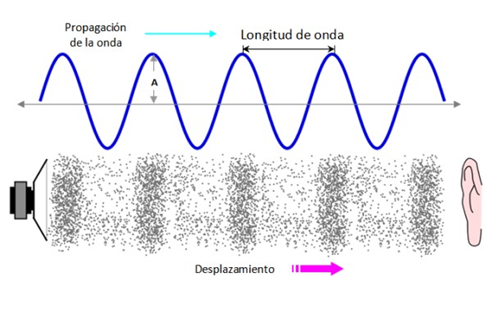 Propagación
de la onda
Longitud de onda
A
Desplazamiento